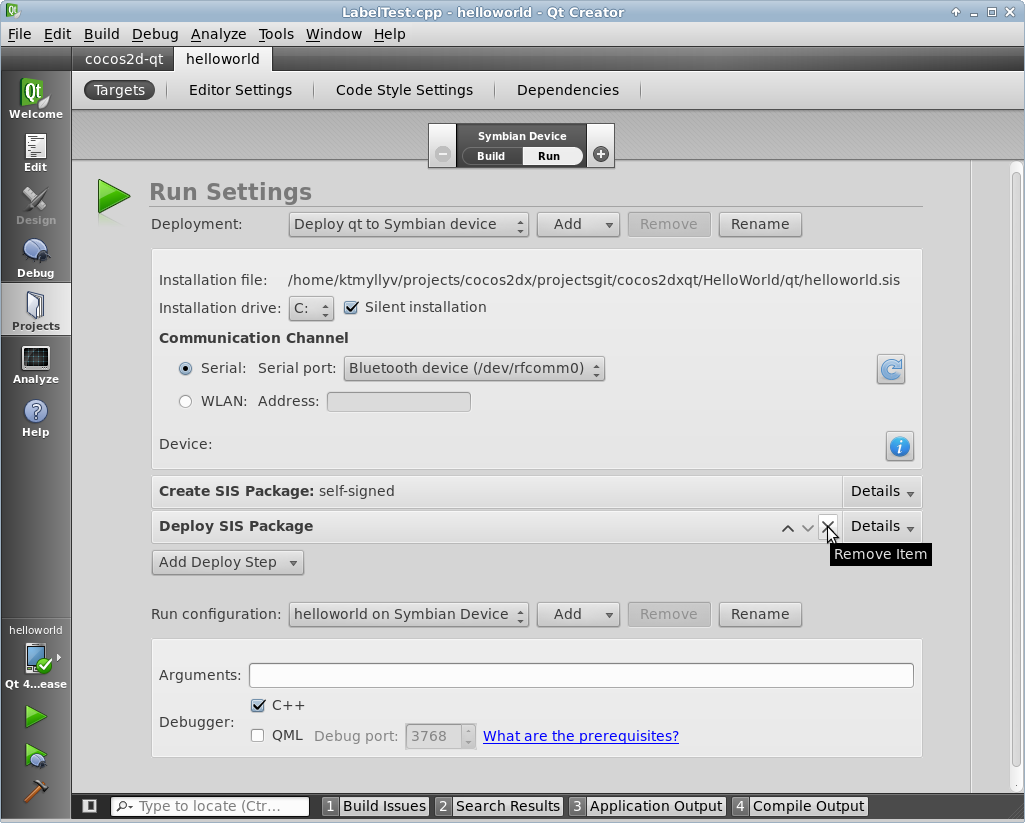 LabelTest.cpp - helloworld - Qt Creator
File Edit Build Debug Analyze Tools Window Help
cocos2d-qt helloworld
Targets Editor Settings Code Style Settings Dependencies
Qt
Welcome
Edit
Design
Debug
Projects
Analyze
Help
Symbian Device
Build Run
Run Settings
Deployment: Deploy qt to Symbian device Add Remove Rename
Installation file: /home/ktmyllyv/projects/cocos2dx/projectsgit/cocos2dxqt/HelloWorld/qt/helloworld.sis
Installation drive: C: Silent installation
Communication Channel
Serial: Serial port: Bluetooth device (/dev/rfcomm0)
WLAN: Address:
Device:
Create SIS Package: self-signed Details
Deploy SIS Package Details
Remove Item
Add Deploy Step
Run configuration: helloworld on Symbian Device Add Remove Rename
Arguments:
Debugger: C++
QML Debug port: 3768 What are the prerequisites?
helloworld
Qt 4...ease
Type to locate (Ctr... 1 Build Issues 2 Search Results 3 Application Output 4 Compile Output